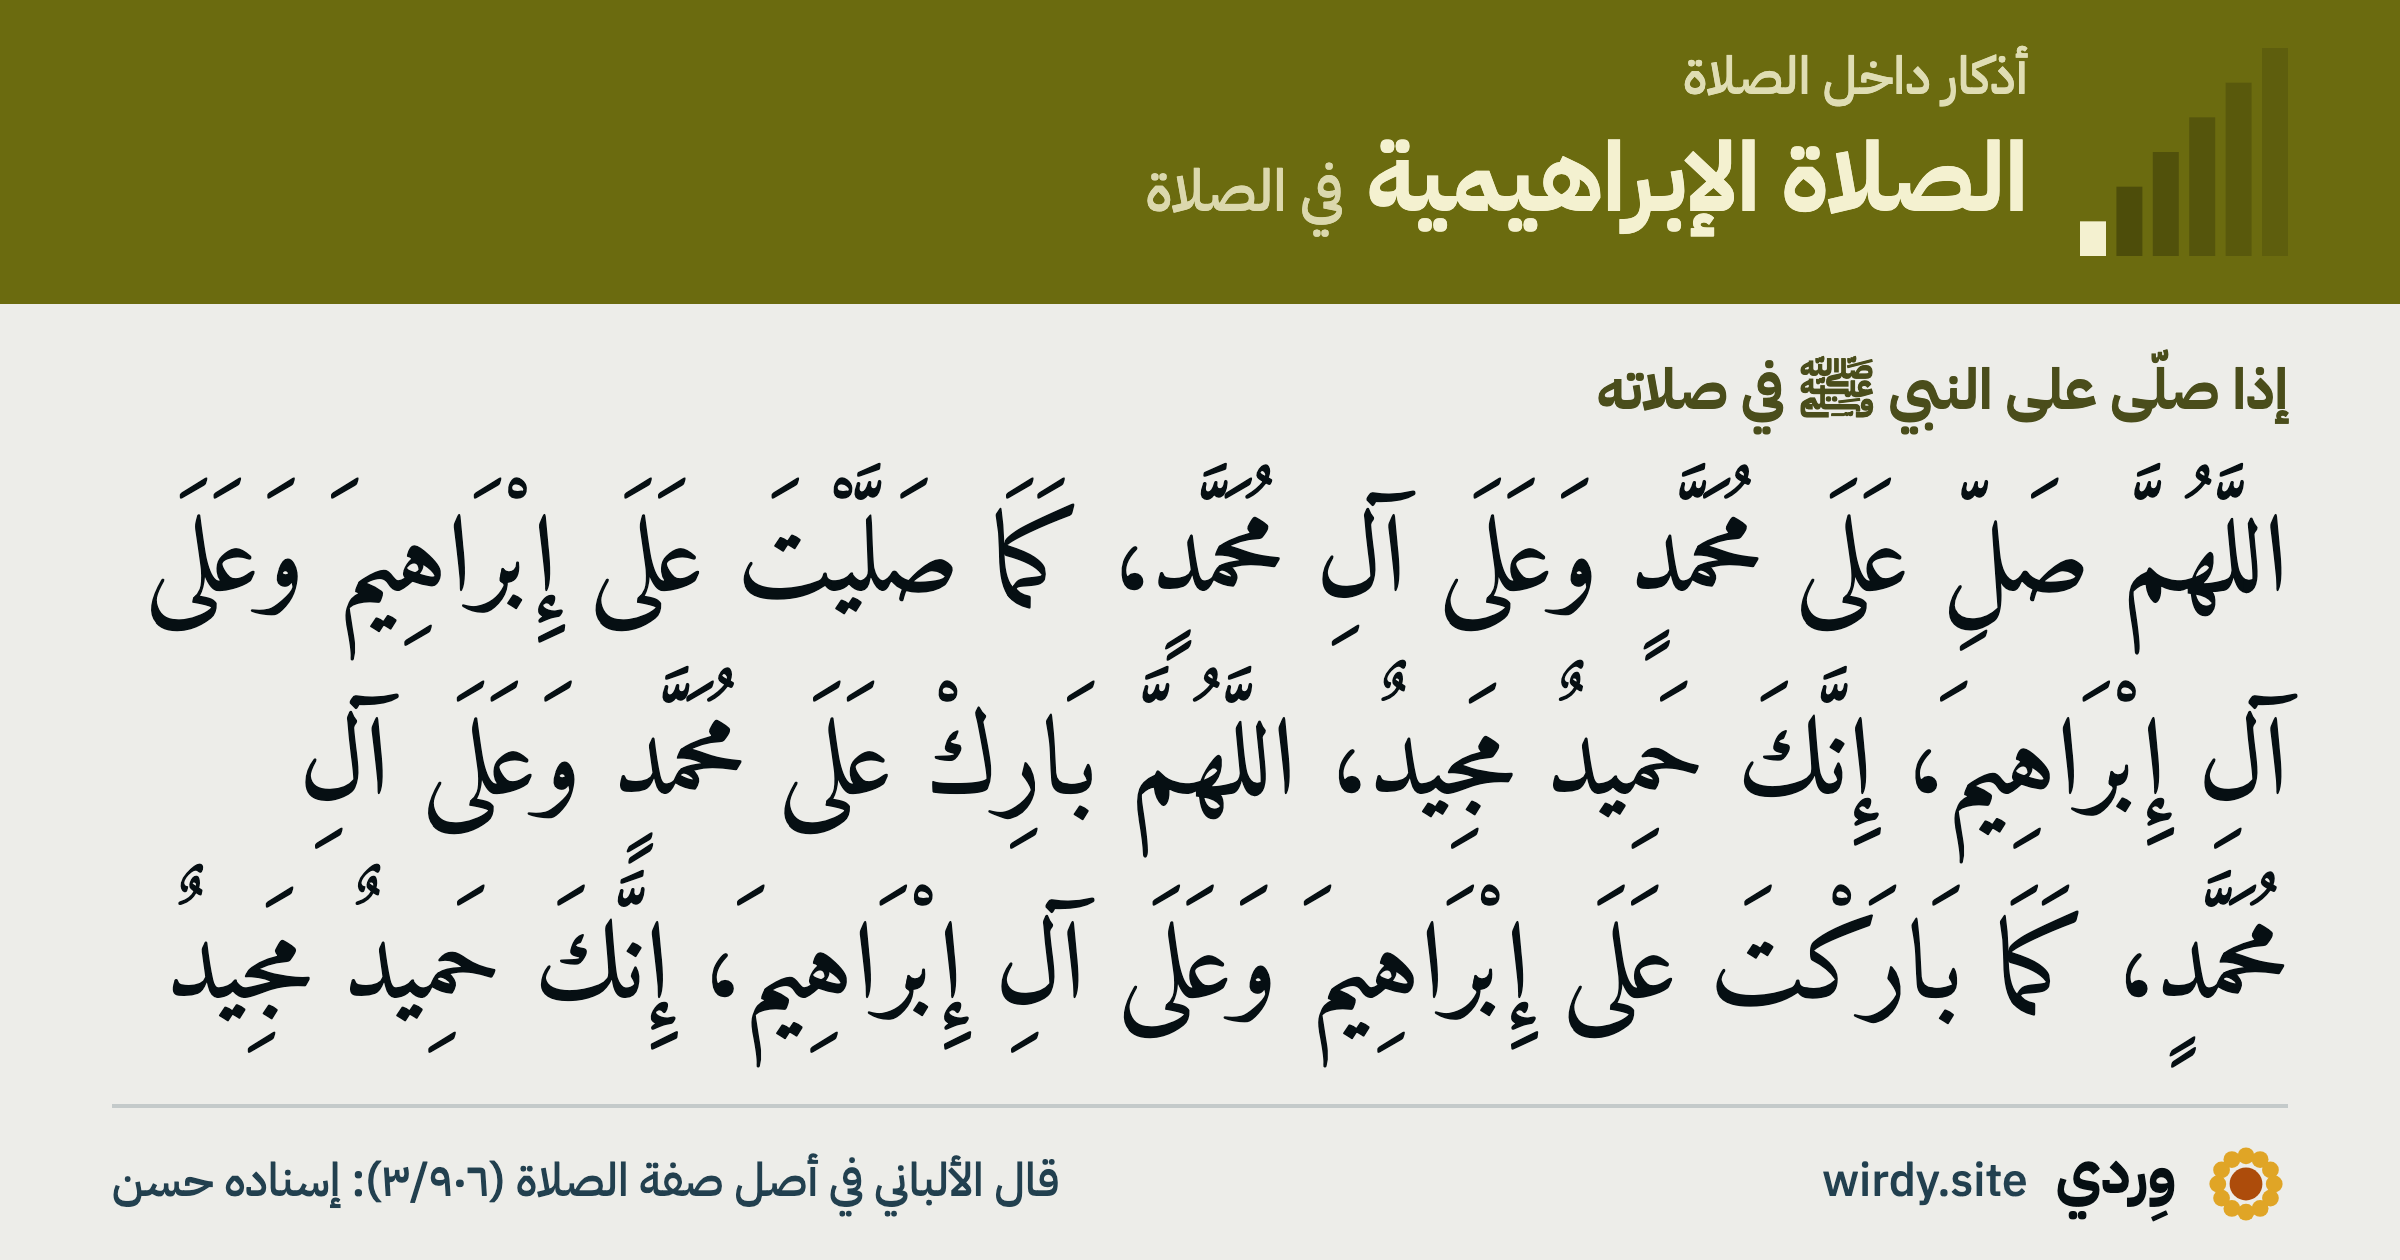 أذكار داخل الصلاة
الصلاة الإبراهيمية في الصلاة
إذا صلّى على النبي ﷺ في صلاته
اللَّهُمَّ صَلِّ عَلَى مُحَمَّدٍ وَعَلَى آلِ مُحَمَّدٍ، كَمَا صَلَّيْتَ عَلَى إِبْرَاهِيمَ وَعَلَى
آلِ إِبْرَاهِيمَ، إِنَّكَ حَمِيدٌ مَجِيدٌ، اللَّهُمَّ بَارِكْ عَلَى مُحَمَّدٍ وَعَلَى آلِ
مُحَمَّدٍ، كَمَا بَارَكْتَ عَلَى إِبْرَاهِيمَ وَعَلَى آلِ إِبْرَاهِيمَ، إِنَّكَ حَمِيدٌ مَجِيدٌ
وِردي wirdy.site
قال الألباني في أصل صفة الصلاة (٣/٩٠٦): إسناده حسن